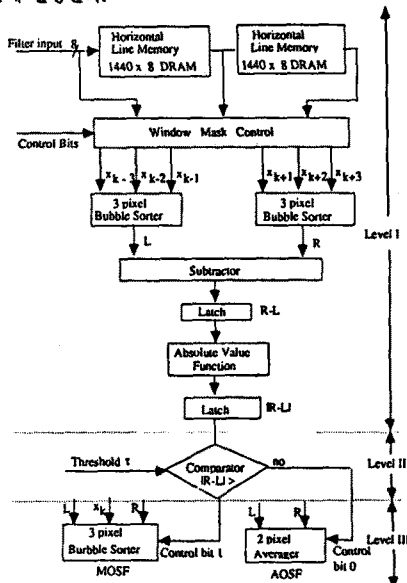 Filter input 8
Horizontal
Line Memory
1440 x 8 DRAM
Horizontal
Line Memory
1440 x 8 DRAM
Control Bits
Window Mask Control
x k-3 x k-2 x k-1
x k+1 x k+2 x k+3
3 pixel
Bubble Sorter
3 pixel
Bubble Sorter
L
R
Level I
Subtractor
Latch
R-L
Absolute Value
Function
Latch
|R-L|
Threshold τ
Comparator
|R-L| >
no
Level II
L x k R
L R
3 pixel
Burbble Sorter
Control bit 1
2 pixel
Averager
Control
bit 0
Level III
MOSF
AOSF